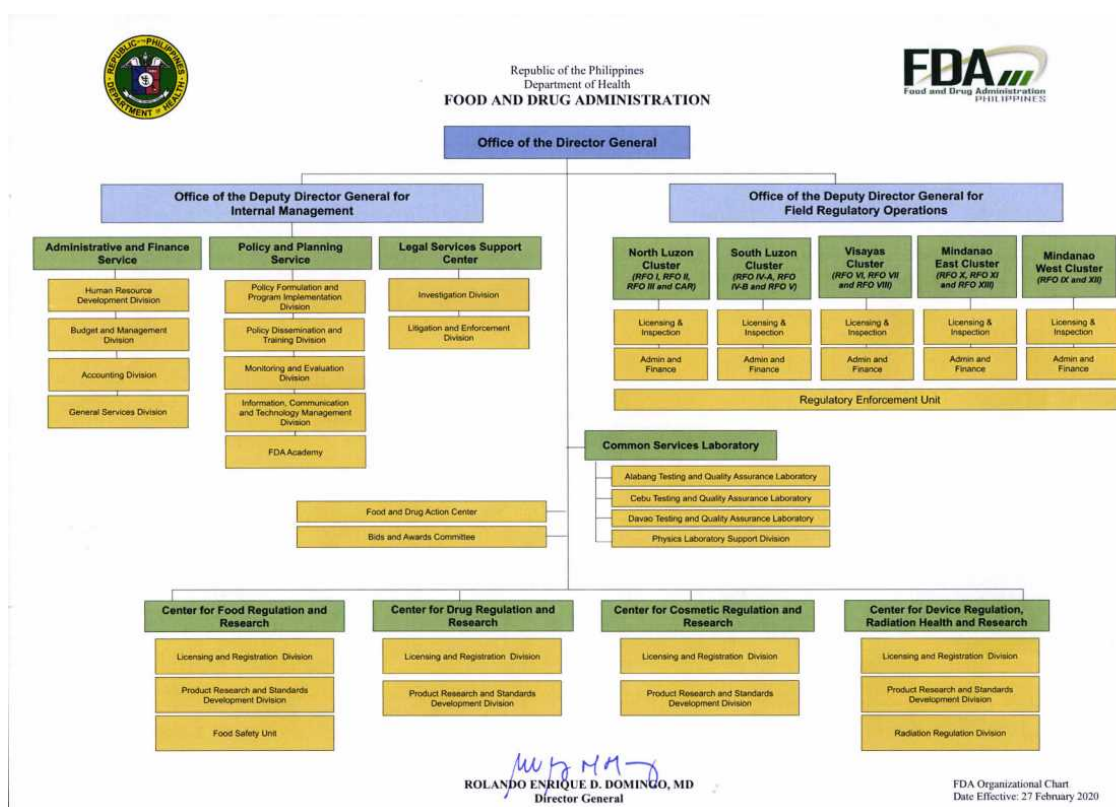 REPUBLIC OF THE PHILIPPINES
DEPARTMENT OF HEALTH
Republic of the Philippines
Department of Health
FOOD AND DRUG ADMINISTRATION
FDA
Food and Drug Administration
PHILIPPINES
Office of the Director General
Office of the Deputy Director General for
Internal Management
Office of the Deputy Director General for
Field Regulatory Operations
Administrative and Finance
Service
Human Resource
Development Division
Budget and Management
Division
Accounting Division
General Services Division
Policy and Planning
Service
Policy Formulation and
Program Implementation
Division
Policy Dissemination and
Training Division
Monitoring and Evaluation
Division
Information, Communication
and Technology Management
Division
FDA Academy
Legal Services Support
Center
Investigation Division
Litigation and Enforcement
Division
North Luzon
Cluster
(RFO I, RFO II,
RFO III and CAR)
Licensing &
Inspection
Admin and
Finance
South Luzon
Cluster
(RFO IV-A, RFO
IV-B and RFO V)
Licensing &
Inspection
Admin and
Finance
Visayas
Cluster
(RFO VI, RFO VII
and RFO VIII)
Licensing &
Inspection
Admin and
Finance
Mindanao
East Cluster
(RFO X, RFO XI
and RFO XIII)
Licensing &
Inspection
Admin and
Finance
Mindanao
West Cluster
(RFO IX and XII)
Licensing &
Inspection
Admin and
Finance
Regulatory Enforcement Unit
Common Services Laboratory
Alabang Testing and Quality Assurance Laboratory
Cebu Testing and Quality Assurance Laboratory
Davao Testing and Quality Assurance Laboratory
Physics Laboratory Support Division
Food and Drug Action Center
Bids and Awards Committee
Center for Food Regulation and
Research
Licensing and Registration Division
Product Research and Standards
Development Division
Food Safety Unit
Center for Drug Regulation and
Research
Licensing and Registration Division
Product Research and Standards
Development Division
Center for Cosmetic Regulation and
Research
Licensing and Registration Division
Product Research and Standards
Development Division
Center for Device Regulation,
Radiation Health and Research
Licensing and Registration Division
Product Research and Standards
Development Division
Radiation Regulation Division
ROLANDO ENRIQUE D. DOMINGO, MD
Director General
FDA Organizational Chart
Date Effective: 27 February 2020